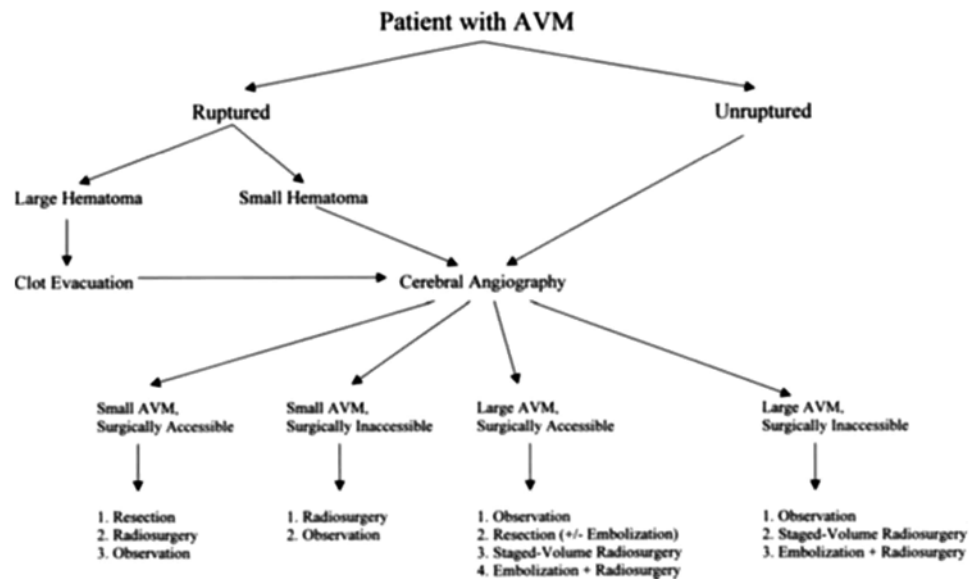 Patient with AVM
Ruptured
Unruptured
Large Hematoma
Small Hematoma
Clot Evacuation
Cerebral Angiography
Small AVM,
Surgically Accessible
Small AVM,
Surgically Inaccessible
Large AVM,
Surgically Accessible
Large AVM,
Surgically Inaccessible
1. Resection
2. Radiosurgery
3. Observation
1. Radiosurgery
2. Observation
1. Observation
2. Resection (+/- Embolization)
3. Staged-Volume Radiosurgery
4. Embolization + Radiosurgery
1. Observation
2. Staged-Volume Radiosurgery
3. Embolization + Radiosurgery